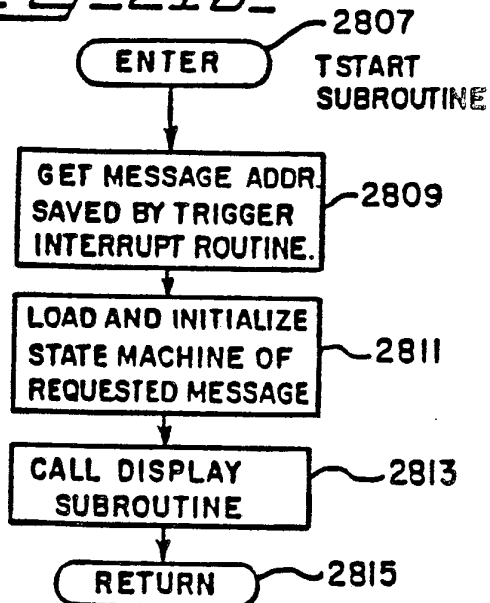 2807
ENTER
TSTART
SUBROUTINE
GET MESSAGE ADDR.
SAVED BY TRIGGER
INTERRUPT ROUTINE.
2809
LOAD AND INITIALIZE
STATE MACHINE OF
REQUESTED MESSAGE
2811
CALL DISPLAY
SUBROUTINE
2813
RETURN
2815